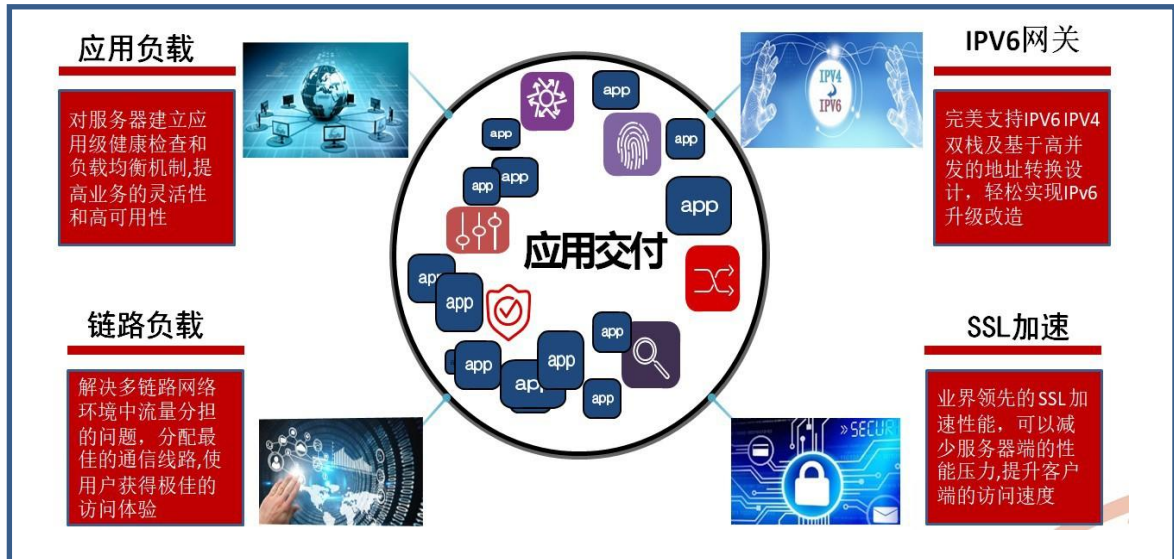 应用负载
对服务器建立应
用级健康检查和
负载均衡机制,提
高业务的灵活性
和高可用性
IPV6网关
IPV4
IPV6
完美支持IPV6 IPV4
双栈及基于高并
发的地址转换设
计，轻松实现IPv6
升级改造
app
app
app
app
app
app
应用交付
app
app
app
app
app
app
app
链路负载
解决多链路网络
环境中流量分担
的问题，分配最
佳的通信线路,使
用户获得极佳的
访问体验
SSL加速
» SECUR
业界领先的SSL加
速性能，可以减
少服务器端的性
能压力,提升客户
端的访问速度